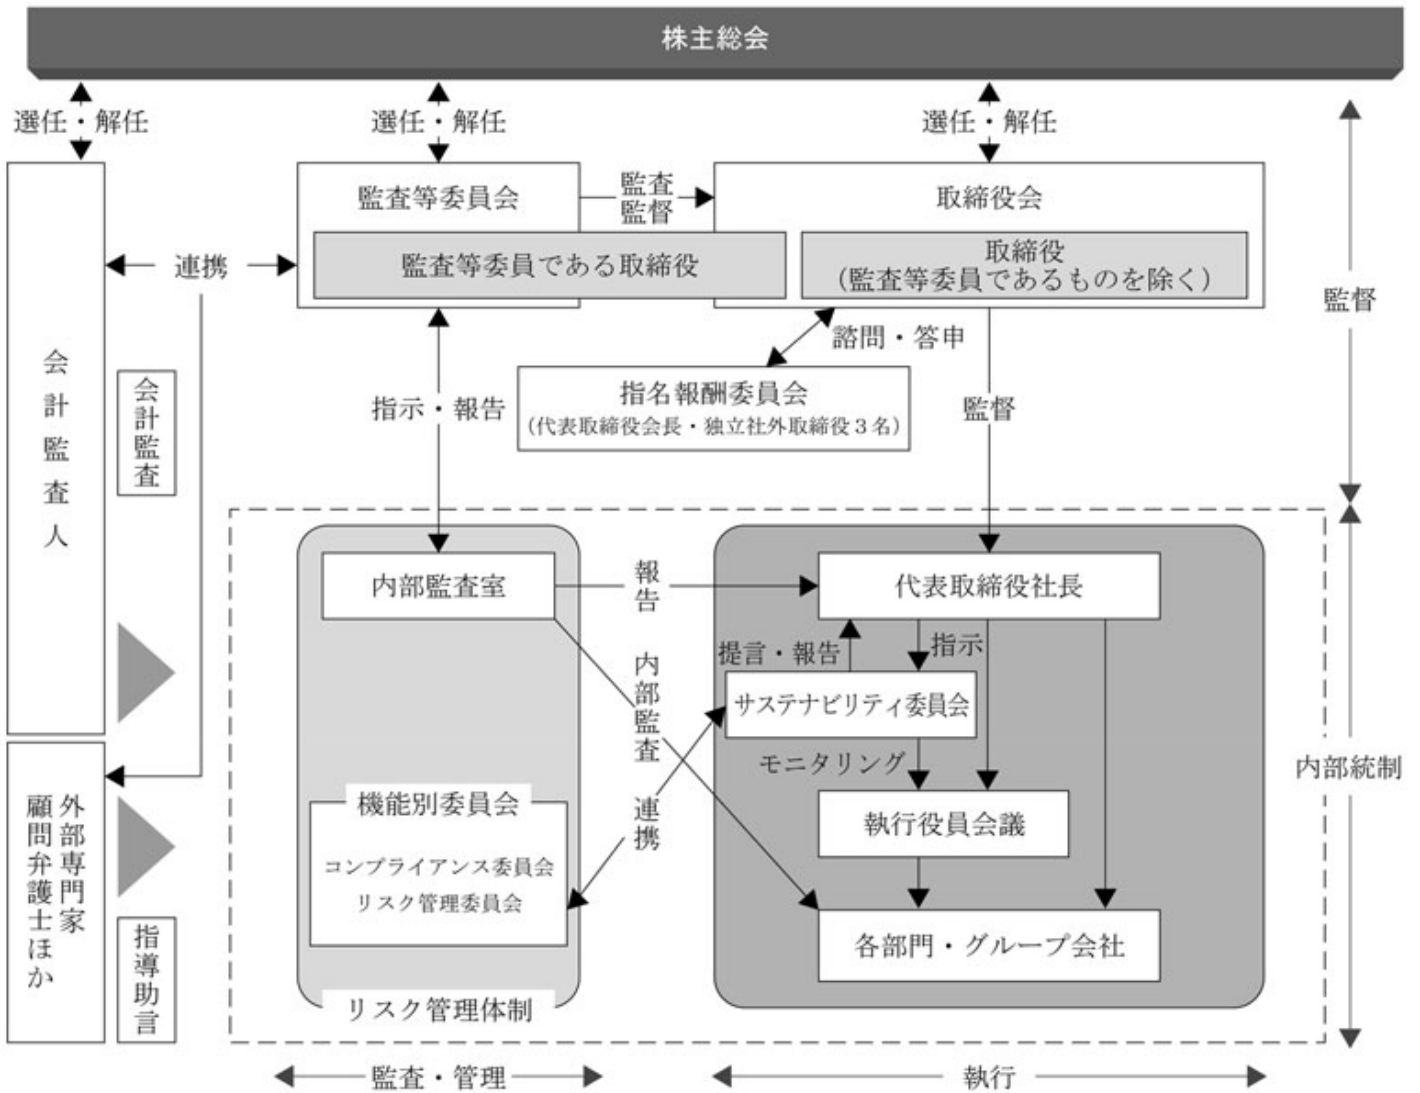 株主総会
選任・解任
選任・解任
選任・解任
監査等委員会
監査
監督
取締役会
監査等委員である取締役
取締役
（監査等委員であるものを除く）
連携
監督
諮問・答申
指名報酬委員会
（代表取締役会長・独立社外取締役３名）
指示・報告
監督
会計監査人
会計監査
内部監査室
報告
代表取締役社長
提言・報告
指示
内部監査
サステナビリティ委員会
モニタリング
内部統制
連携
機能別委員会
コンプライアンス委員会
リスク管理委員会
執行役員会議
各部門・グループ会社
外部専門家
顧問弁護士ほか
指導助言
リスク管理体制
監査・管理
執行